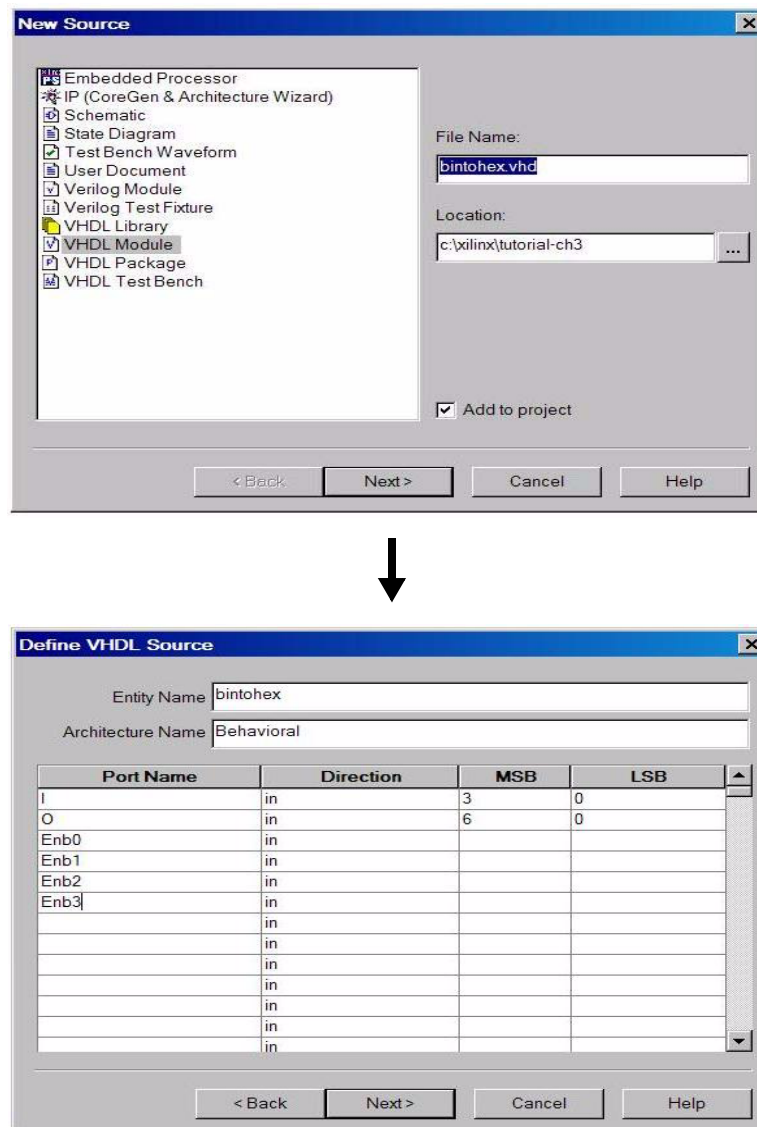 New Source
Embedded Processor
IP (CoreGen & Architecture Wizard)
Schematic
State Diagram
Test Bench Waveform
User Document
Verilog Module
Verilog Test Fixture
VHDL Library
VHDL Module
VHDL Package
VHDL Test Bench
File Name:
bintohex.vhd
Location:
c:\xilinx\tutorial-ch3
...
Add to project
< Back Next > Cancel Help
Define VHDL Source
Entity Name bintohex
Architecture Name Behavioral
Port Name Direction MSB LSB
I in 3 0
O in 6 0
Enb0 in
Enb1 in
Enb2 in
Enb3 in
in
in
in
in
in
in
in
< Back Next > Cancel Help